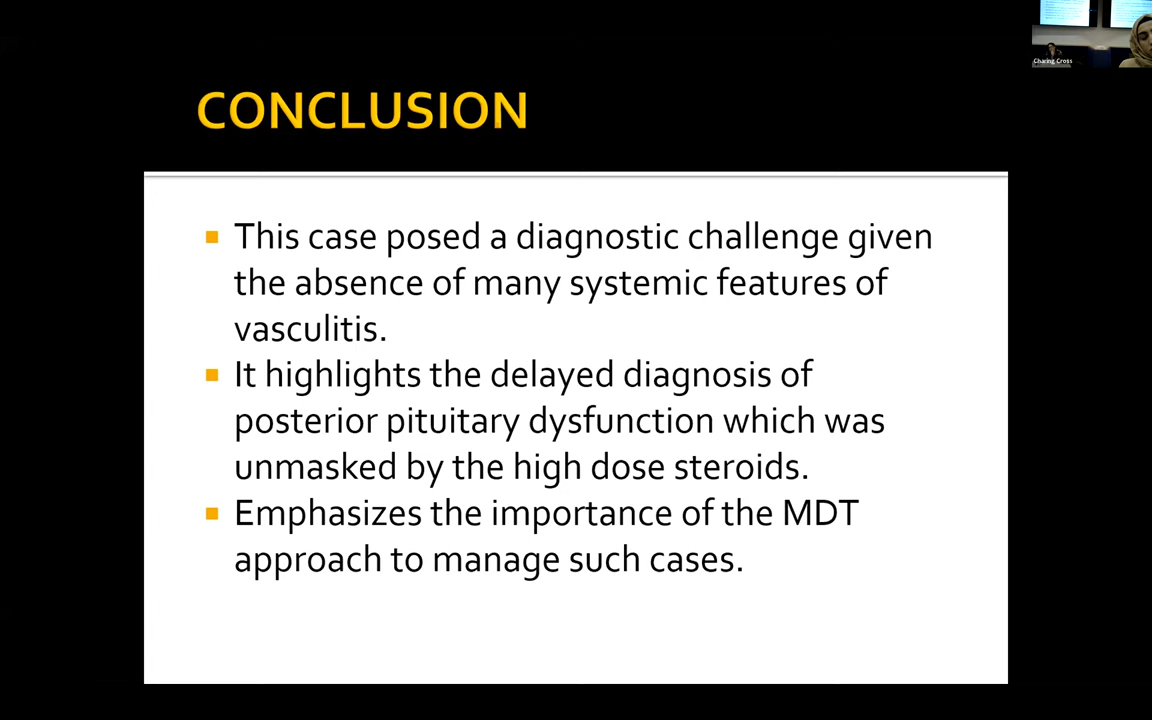 Charing Cross
CONCLUSION
This case posed a diagnostic challenge given
the absence of many systemic features of
vasculitis.
It highlights the delayed diagnosis of
posterior pituitary dysfunction which was
unmasked by the high dose steroids.
Emphasizes the importance of the MDT
approach to manage such cases.